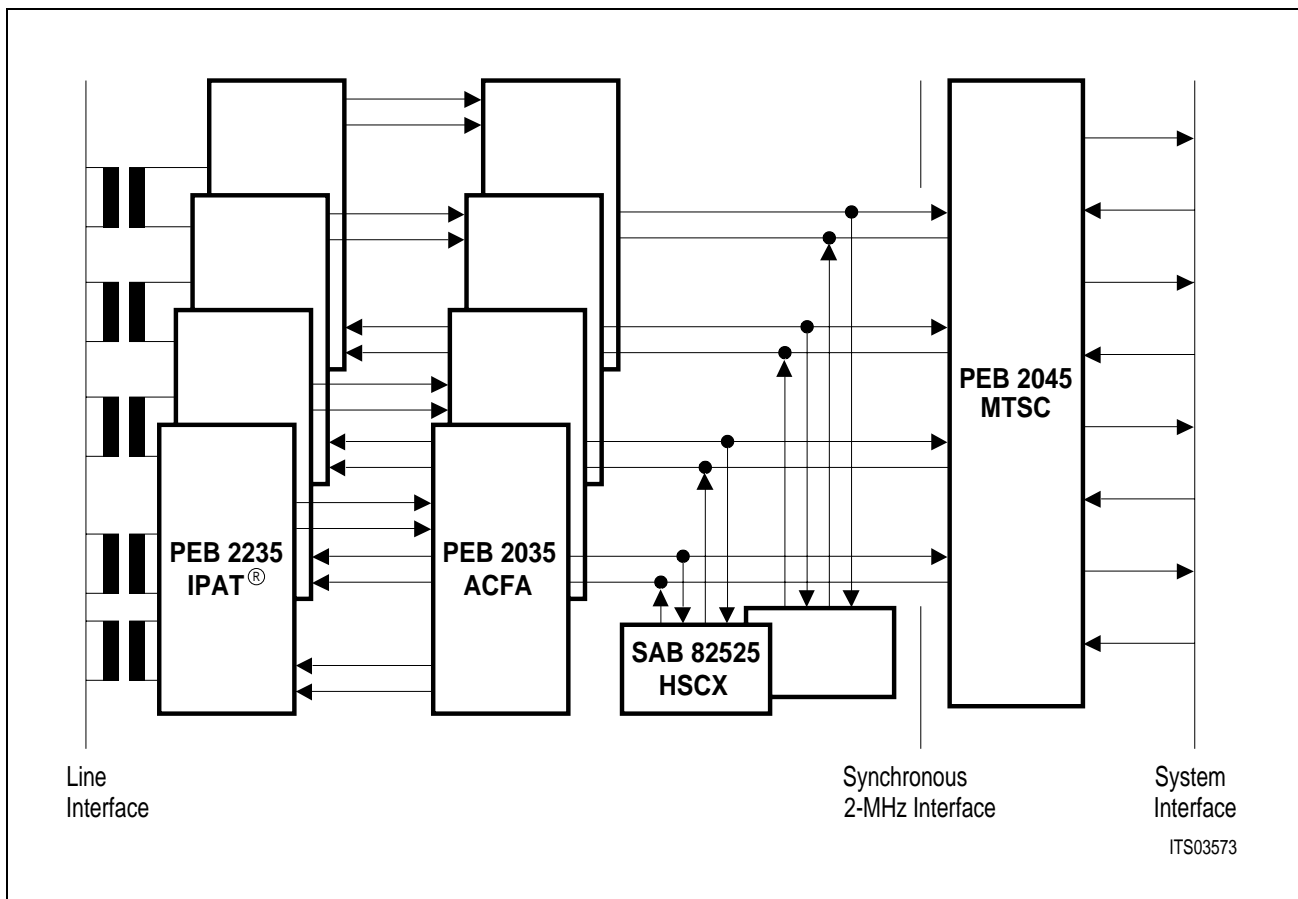 PEB 2045
MTSC
PEB 2235
IPAT®
PEB 2035
ACFA
SAB 82525
HSCX
Line
Interface
Synchronous
2-MHz Interface
System
Interface
ITS03573